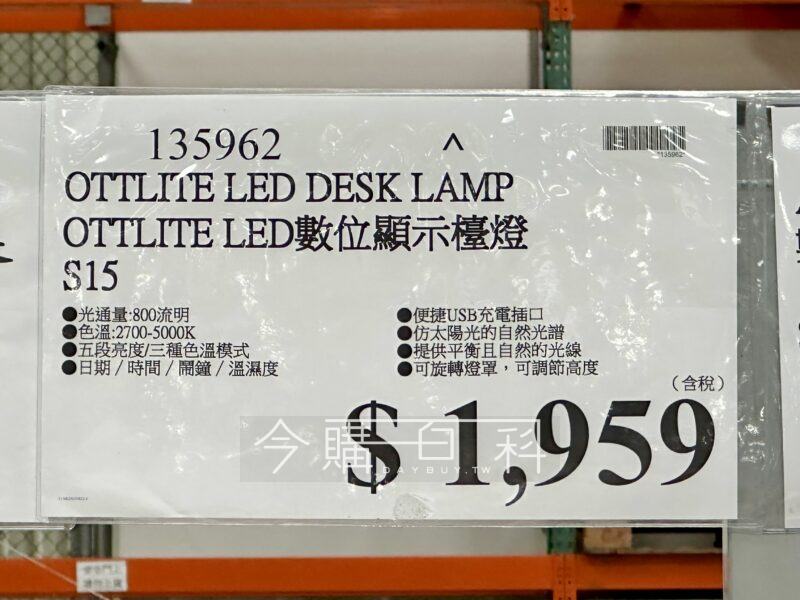 135962 ^
135962
OTTLITE LED DESK LAMP
OTTLITE LED數位顯示檯燈
S15
●光通量:800流明
●色溫:2700-5000K
●五段亮度/三種色溫模式
●日期 / 時間 / 鬧鐘 / 溫濕度
●便捷USB充電插口
●仿太陽光的自然光譜
●提供平衡且自然的光線
●可旋轉燈罩，可調節高度
（含稅）
$ 1,959
今購百科